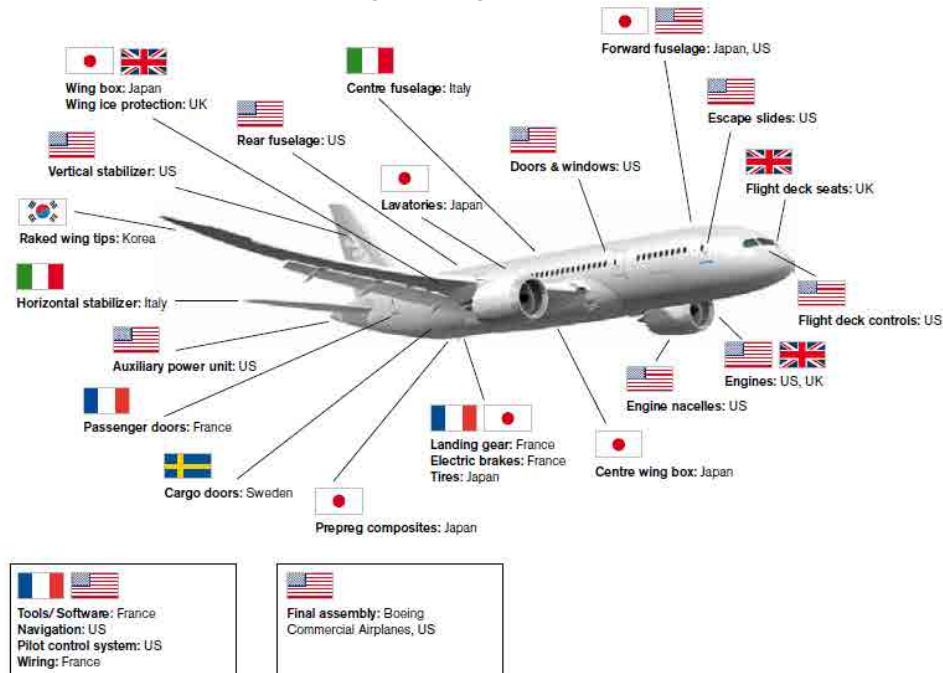 Forward fuselage: Japan, US
Wing box: Japan
Wing ice protection: UK
Centre fuselage: Italy
Escape slides: US
Rear fuselage: US
Vertical stabilizer: US
Doors & windows: US
Flight deck seats: UK
Lavatories: Japan
Raked wing tips: Korea
Horizontal stabilizer: Italy
Flight deck controls: US
Auxiliary power unit: US
Engines: US, UK
Engine nacelles: US
Passenger doors: France
Landing gear: France
Electric brakes: France
Tires: Japan
Centre wing box: Japan
Cargo doors: Sweden
Prepreg composites: Japan
Tools/Software: France
Navigation: US
Pilot control system: US
Wiring: France
Final assembly: Boeing
Commercial Airplanes, US